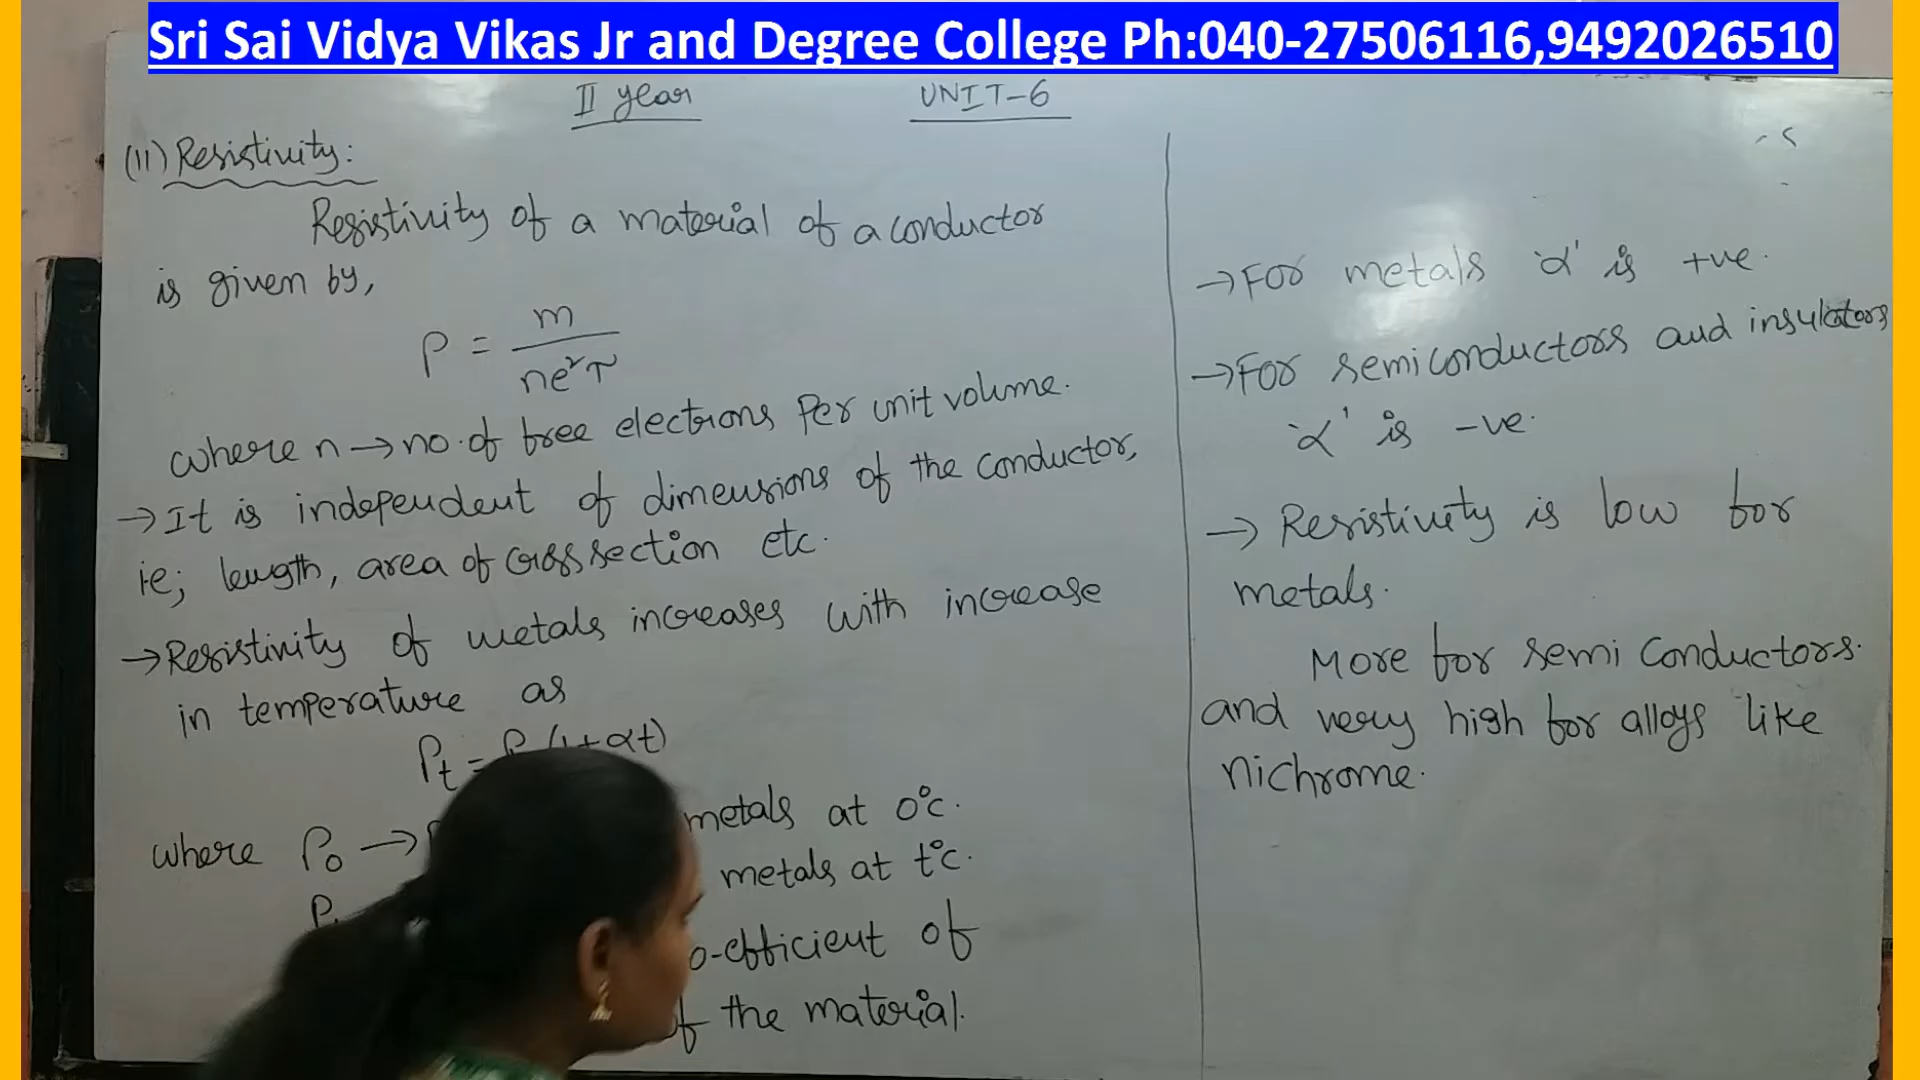 Sri Sai Vidya Vikas Jr and Degree College Ph:040-27506116,9492026510
II year
UNIT-6
(11) Resistivity:
Resistivity of a material of a conductor
is given by,
ρ = m / ne²τ
where n → no. of free electrons per unit volume.
→ It is independent of dimensions of the conductor,
i.e; length, area of cross section etc.
→ Resistivity of metals increases with increase
in temperature as
ρt = ρ (1+αt)
where ρ₀ → metals at 0°c.
ρ metals at t°c.
o-efficient of
of the material.
→ For metals 'α' is +ve.
→ For semiconductors and insulators
'α' is -ve.
→ Resistivity is low for
metals.
More for semi conductors.
and very high for alloys like
nichrome.